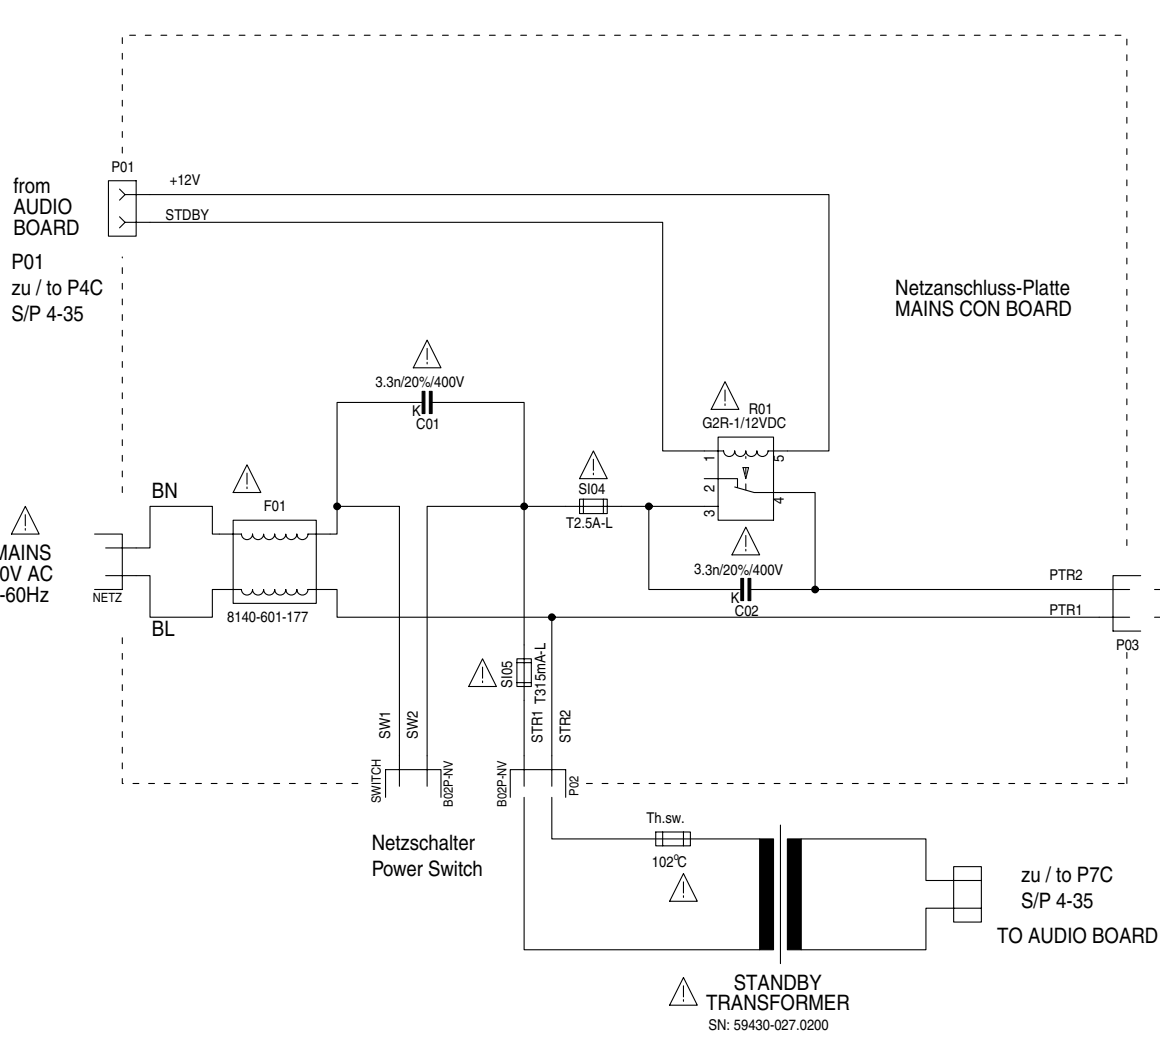 P01
from
AUDIO
BOARD
P01
zu / to P4C
S/P 4-35
+12V
STDBY
Netzanschluss-Platte
MAINS CON BOARD
3.3n/20%/400V
K
C01
R01
G2R-1/12VDC
1
5
2
4
3
SI04
T2.5A-L
BN
F01
MAINS
0V AC
-60Hz
NETZ
BL
8140-601-177
3.3n/20%/400V
K
C02
PTR2
PTR1
P03
SI05
T315mA-L
SW1
SW2
STR1
STR2
SWITCH
B02P-NV
B02P-NV
P02
Netzschalter
Power Switch
Th.sw.
102°C
zu / to P7C
S/P 4-35
TO AUDIO BOARD
STANDBY
TRANSFORMER
SN: 59430-027.0200